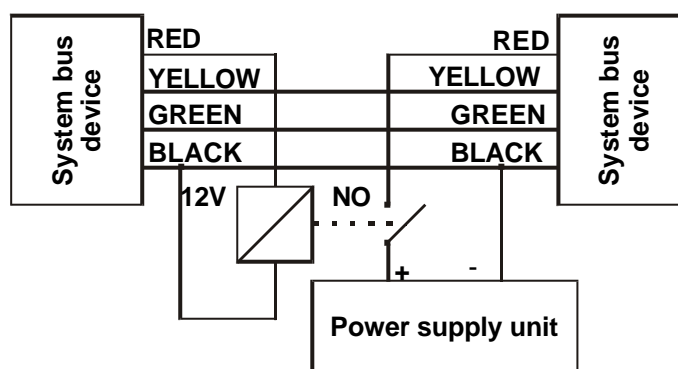 System bus
device
RED
YELLOW
GREEN
BLACK
RED
YELLOW
GREEN
BLACK
System bus
device
12V
NO
+
-
Power supply unit